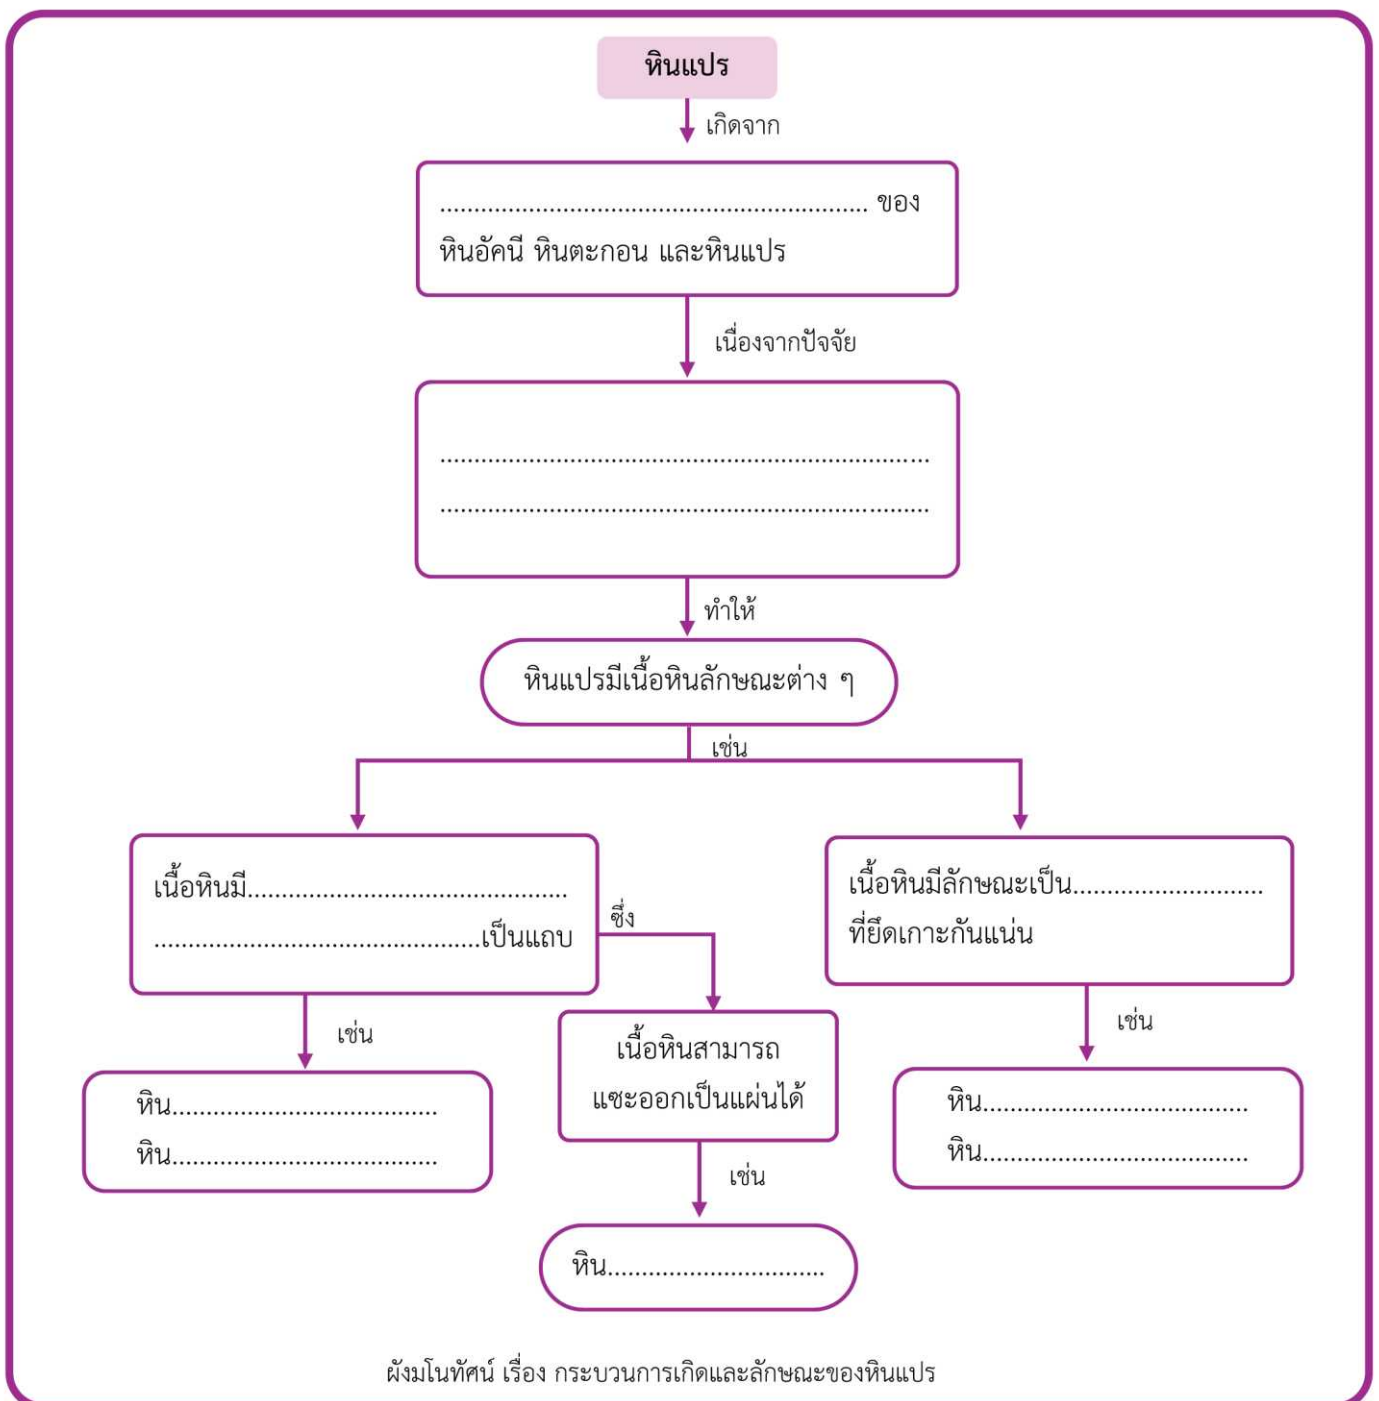 หินแปร
เกิดจาก
.............................................................. ของ
หินอัคนี หินตะกอน และหินแปร
เนื่องจากปัจจัย
.......................................................................
.......................................................................
ทำให้
หินแปรมีเนื้อหินลักษณะต่าง ๆ
เช่น
เนื้อหินมี...............................................
................................................เป็นแถบ
ซึ่ง
เนื้อหินมีลักษณะเป็น............................
ที่ยึดเกาะกันแน่น
เช่น
เนื้อหินสามารถ
แซะออกเป็นแผ่นได้
เช่น
หิน.......................................
หิน.......................................
หิน.......................................
หิน.......................................
เช่น
หิน................................
ผังมโนทัศน์ เรื่อง กระบวนการเกิดและลักษณะของหินแปร